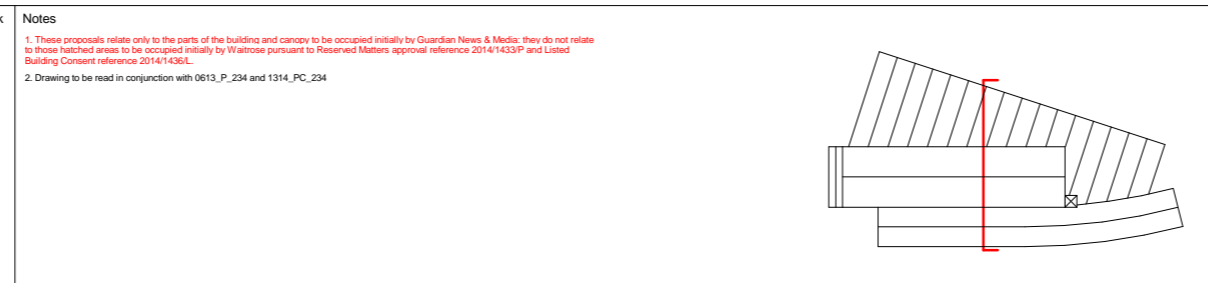 k
Notes
1. These proposals relate only to the parts of the building and canopy to be occupied initially by Guardian News & Media: they do not relate
to those hatched areas to be occupied initially by Waitrose pursuant to Reserved Matters approval reference 2014/1433/P and Listed
Building Consent reference 2014/1436/L.
2. Drawing to be read in conjunction with 0613_P_234 and 1314_PC_234